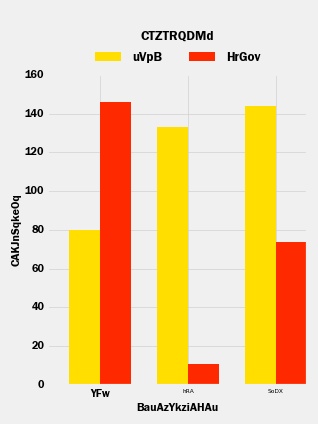 CTZTRQDMd
uVpB HrGov
160
140
120
100
80
60
40
20
0
CAKJnSqkeOq
YFw hRA SoDX
BauAzYkziAHAu